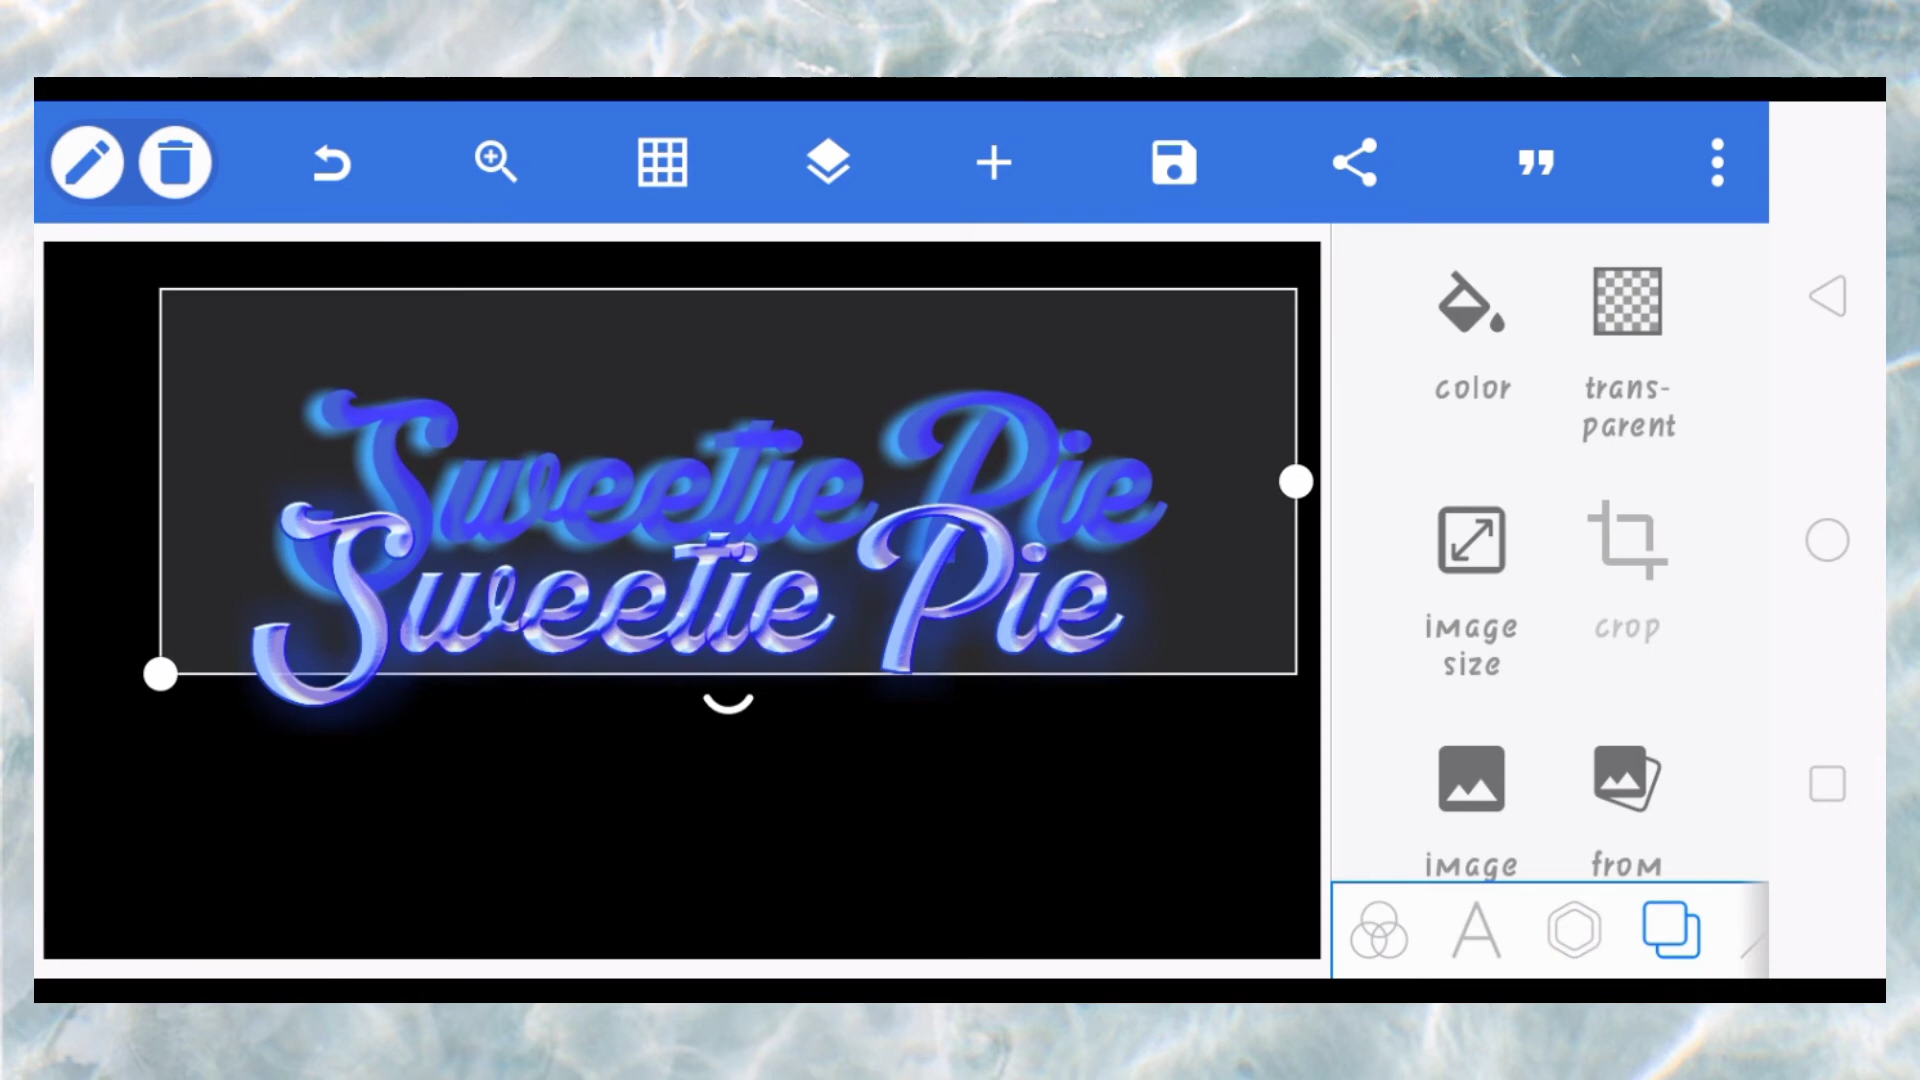 color
trans-
parent
Sweetie Pie
Sweetie Pie
image
size
crop
image
from